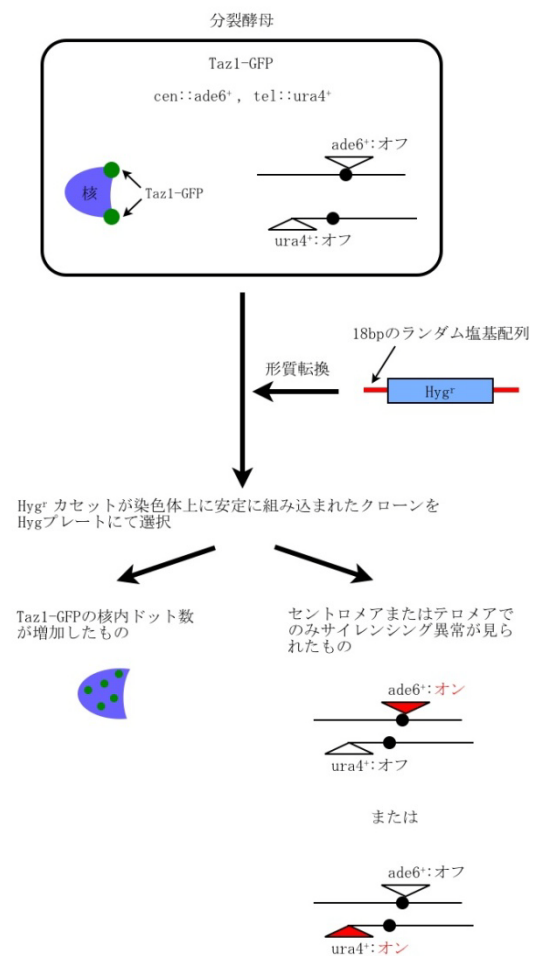 分裂酵母
Taz1-GFP
cen::ade6⁺, tel::ura4⁺
ade6⁺:オフ
核
Taz1-GFP
ura4⁺:オフ
18bpのランダム塩基配列
形質転換
Hygʳ
Hygʳ カセットが染色体上に安定に組み込まれたクローンを
Hygプレートにて選択
Taz1-GFPの核内ドット数
が増加したもの
セントロメアまたはテロメアで
のみサイレンシング異常が見ら
れたもの
ade6⁺:オン
ura4⁺:オフ
または
ade6⁺:オフ
ura4⁺:オン